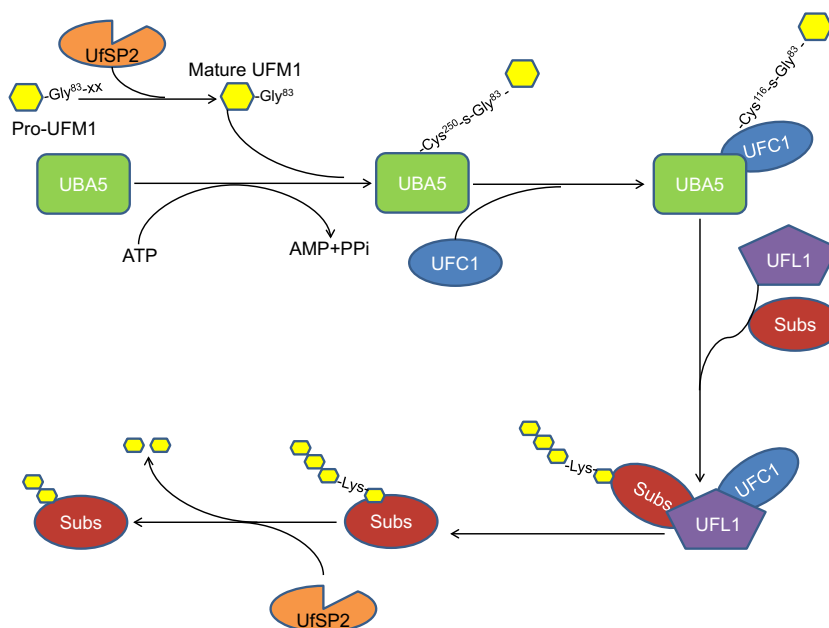 UfSP2
Mature UFM1
-Gly⁸³-xx
-Gly⁸³
Pro-UFM1
-Cys²⁵⁰-s-Gly⁸³ -
-Cys¹¹⁶-s-Gly⁸³-
UFC1
UBA5
UBA5
UBA5
ATP
AMP+PPi
UFC1
UFL1
Subs
-Lys-
Subs
UFC1
UFL1
-Lys-
Subs
Subs
UfSP2